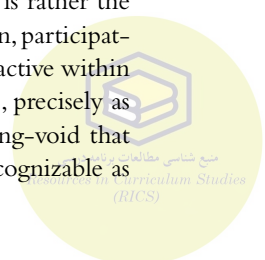 is rather the
n, participat-
active within
, precisely as
ng-void that
cognizable as
منبع شناسی مطالعات برنامه درسی
Resources in Curriculum Studies
(RICS)